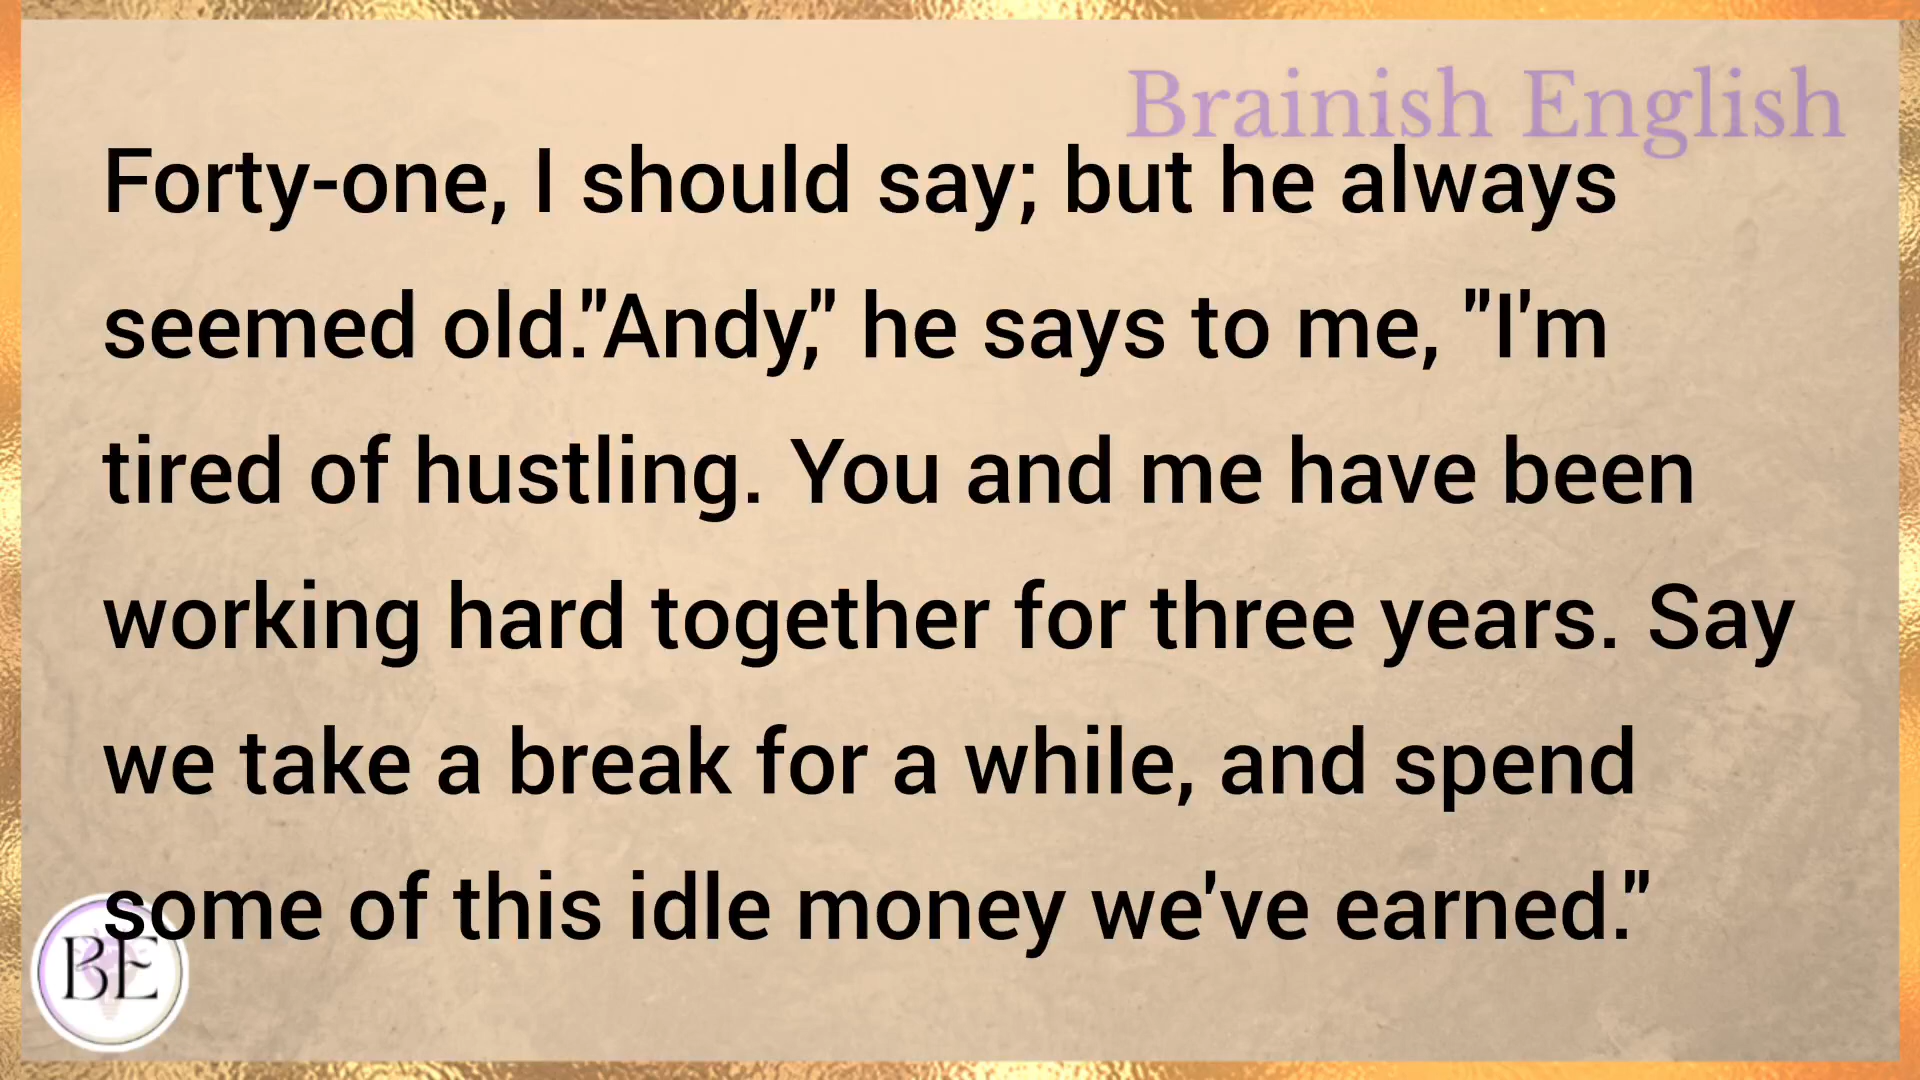 Brainish English
Forty-one, I should say; but he always
seemed old."Andy," he says to me, "I'm
tired of hustling. You and me have been
working hard together for three years. Say
we take a break for a while, and spend
some of this idle money we've earned."
BE